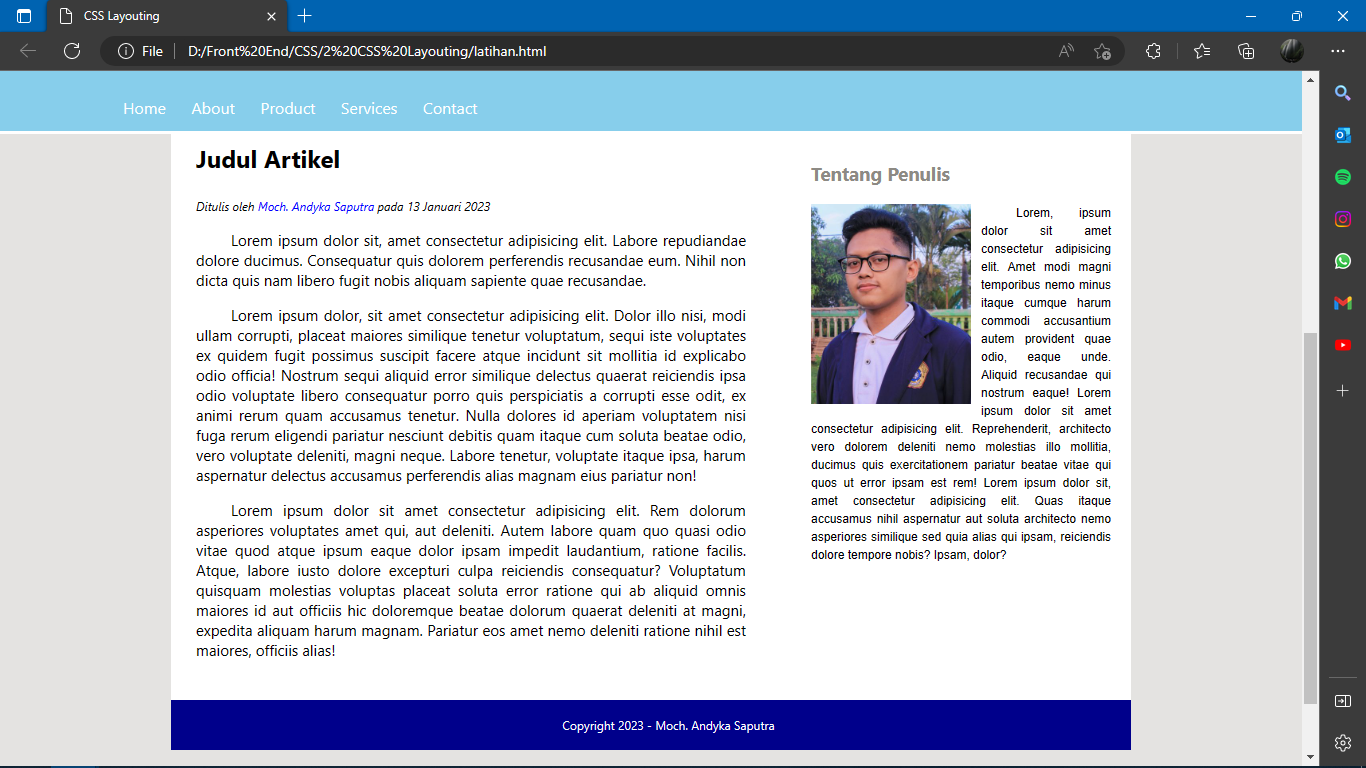 CSS Layouting
File
D:/Front%20End/CSS/2%20CSS%20Layouting/latihan.html
Home About Product Services Contact
Judul Artikel
Ditulis oleh Moch. Andyka Saputra pada 13 Januari 2023
Lorem ipsum dolor sit, amet consectetur adipisicing elit. Labore repudiandae
dolore ducimus. Consequatur quis dolorem perferendis recusandae eum. Nihil non
dicta quis nam libero fugit nobis aliquam sapiente quae recusandae.
Lorem ipsum dolor, sit amet consectetur adipisicing elit. Dolor illo nisi, modi
ullam corrupti, placeat maiores similique tenetur voluptatum, sequi iste voluptates
ex quidem fugit possimus suscipit facere atque incidunt sit mollitia id explicabo
odio officia! Nostrum sequi aliquid error similique delectus quaerat reiciendis ipsa
odio voluptate libero consequatur porro quis perspiciatis a corrupti esse odit, ex
animi rerum quam accusamus tenetur. Nulla dolores id aperiam voluptatem nisi
fuga rerum eligendi pariatur nesciunt debitis quam itaque cum soluta beatae odio,
vero voluptate deleniti, magni neque. Labore tenetur, voluptate itaque ipsa, harum
aspernatur delectus accusamus perferendis alias magnam eius pariatur non!
Lorem ipsum dolor sit amet consectetur adipisicing elit. Rem dolorum
asperiores voluptates amet qui, aut deleniti. Autem labore quam quo quasi odio
vitae quod atque ipsum eaque dolor ipsam impedit laudantium, ratione facilis.
Atque, labore iusto dolore excepturi culpa reiciendis consequatur? Voluptatum
quisquam molestias voluptas placeat soluta error ratione qui ab aliquid omnis
maiores id aut officiis hic doloremque beatae dolorum quaerat deleniti at magni,
expedita aliquam harum magnam. Pariatur eos amet nemo deleniti ratione nihil est
maiores, officiis alias!
Tentang Penulis
Lorem, ipsum
dolor sit amet
consectetur adipisicing
elit. Amet modi magni
temporibus nemo minus
itaque cumque harum
commodi accusantium
autem provident quae
odio, eaque unde.
Aliquid recusandae qui
nostrum eaque! Lorem
ipsum dolor sit amet
consectetur adipisicing elit. Reprehenderit, architecto
vero dolorem deleniti nemo molestias illo mollitia,
ducimus quis exercitationem pariatur beatae vitae qui
quos ut error ipsam est rem! Lorem ipsum dolor sit,
amet consectetur adipisicing elit. Quas itaque
accusamus nihil aspernatur aut soluta architecto nemo
asperiores similique sed quia alias qui ipsam, reiciendis
dolore tempore nobis? Ipsam, dolor?
Copyright 2023 - Moch. Andyka Saputra